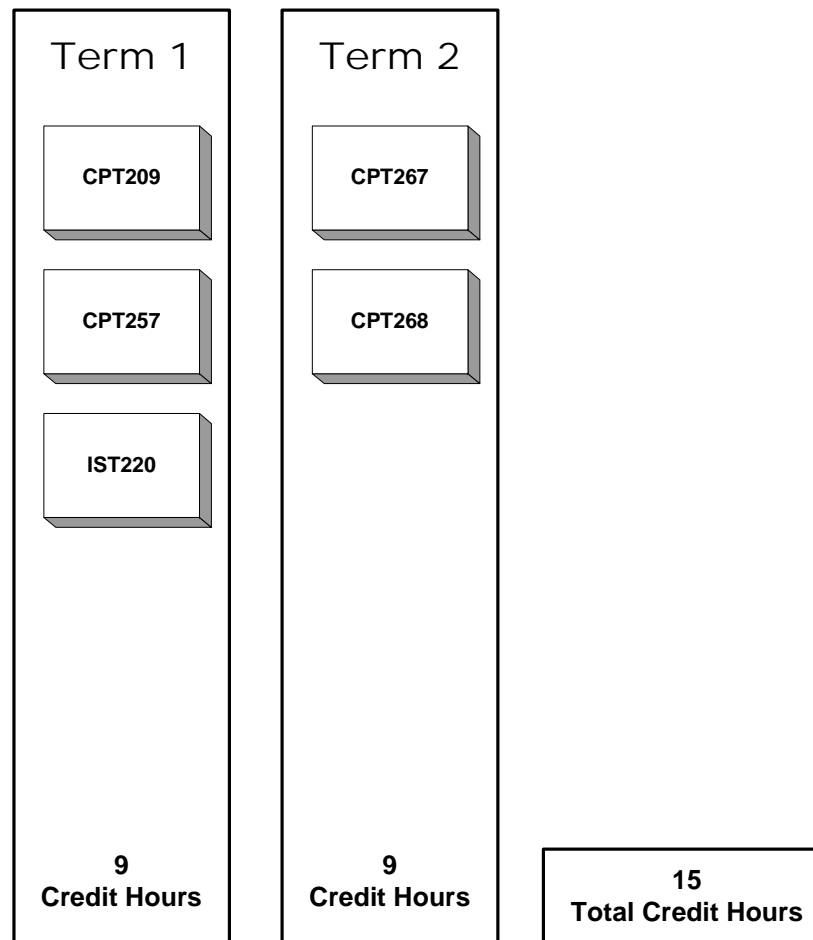 Term 1
CPT209
CPT257
IST220
9
Credit Hours
Term 2
CPT267
CPT268
9
Credit Hours
15
Total Credit Hours